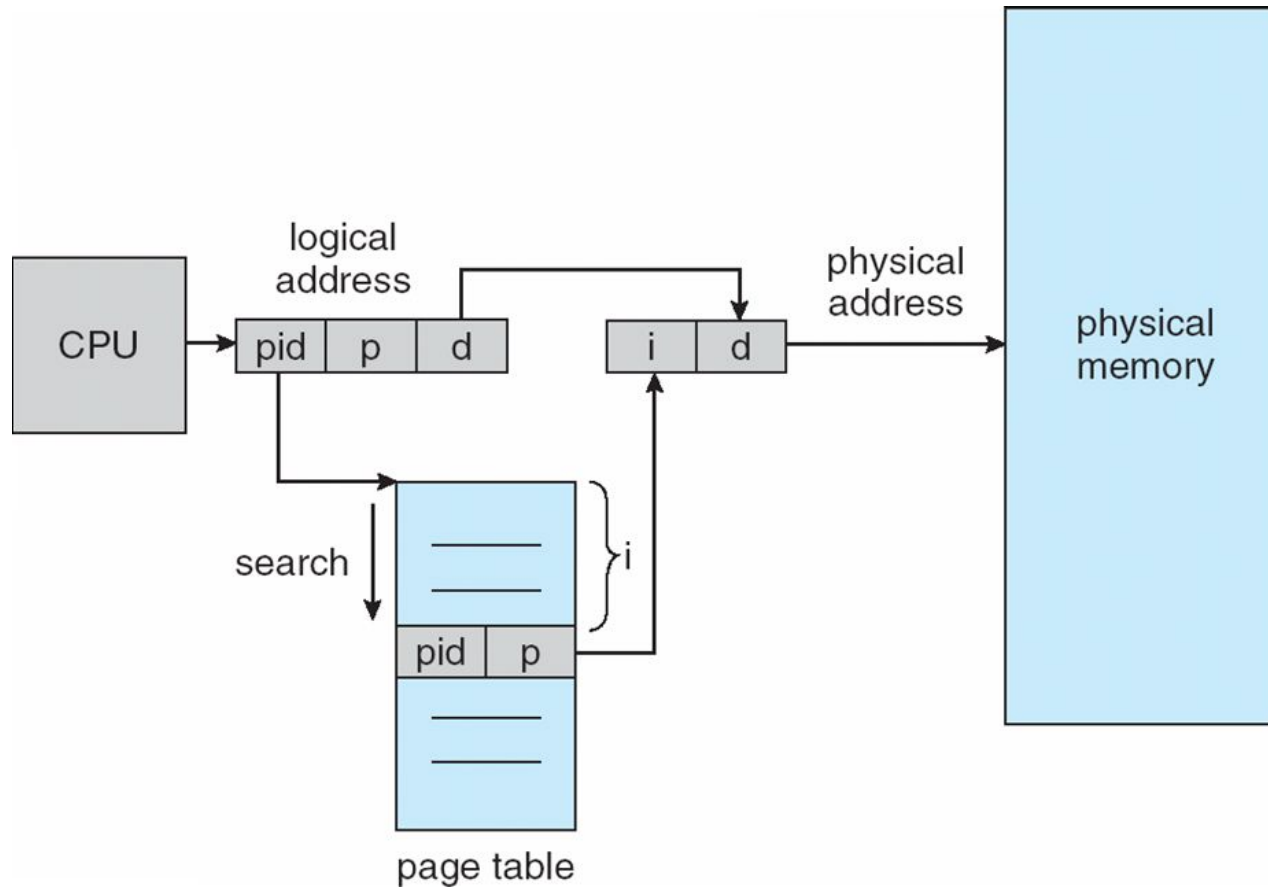 logical
address
physical
address
CPU
pid p d
i d
physical
memory
search
i
pid p
page table